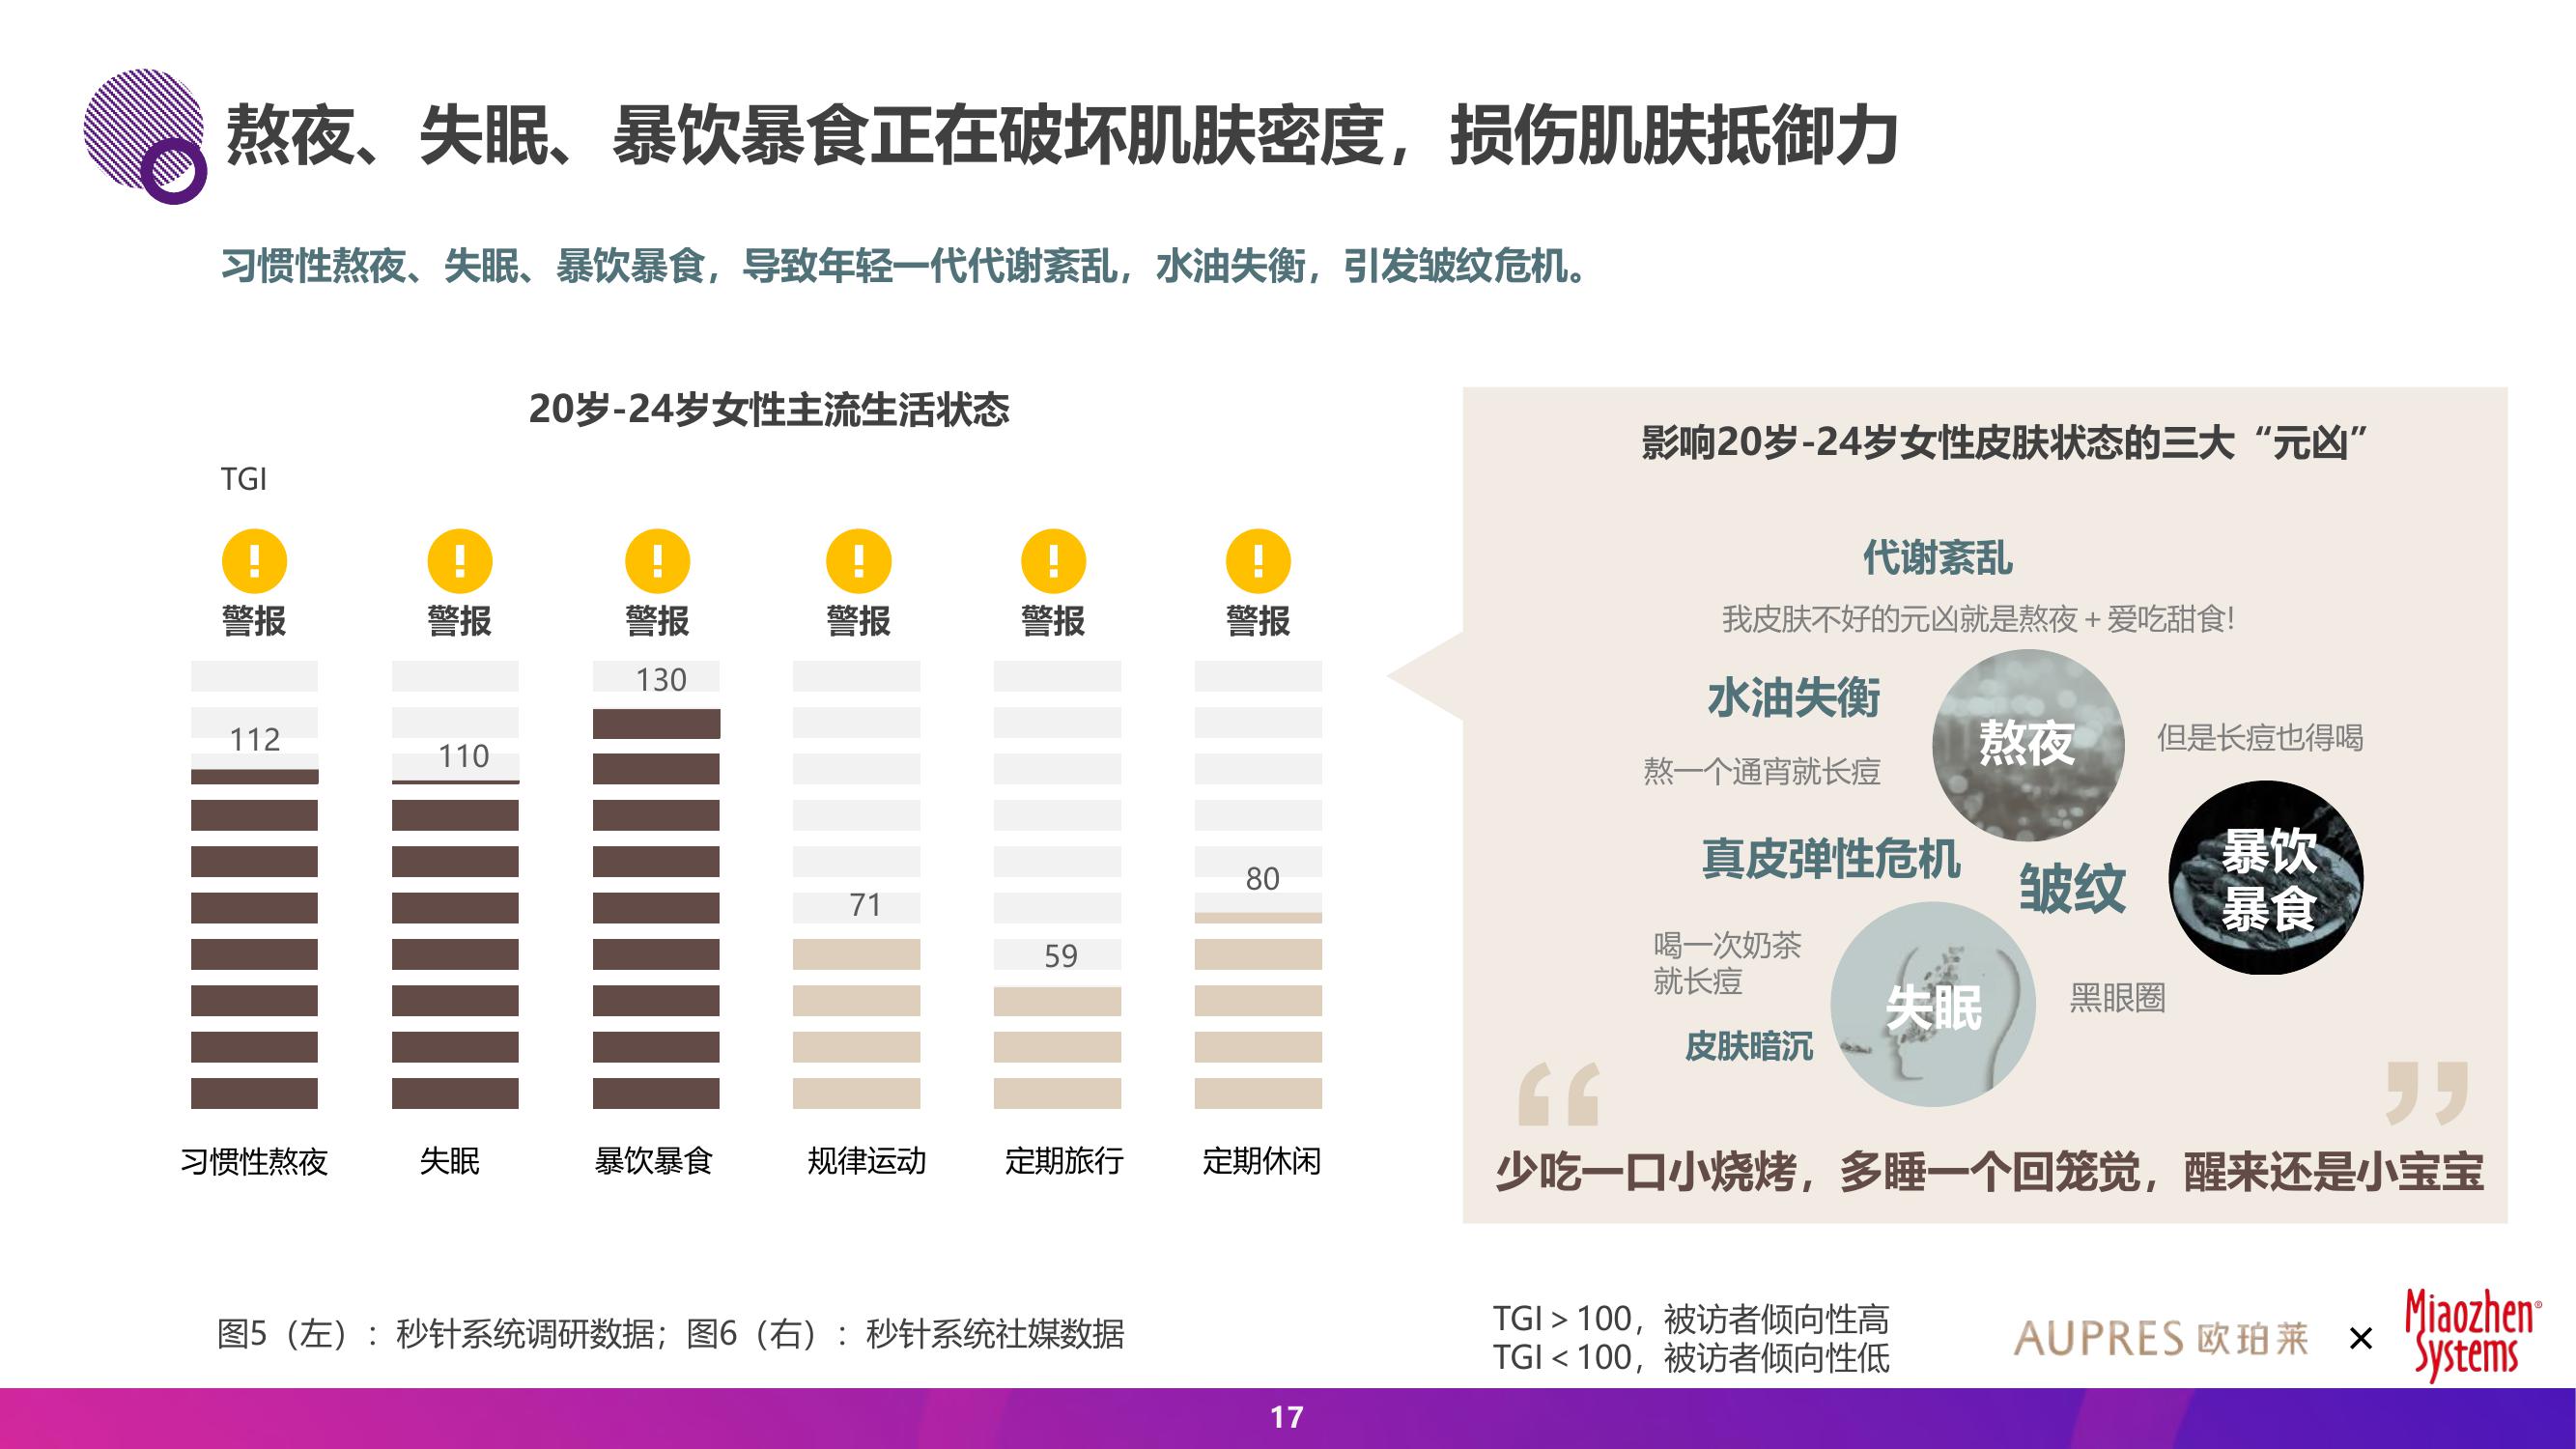 熬夜、失眠、暴饮暴食正在破坏肌肤密度，损伤肌肤抵御力
习惯性熬夜、失眠、暴饮暴食，导致年轻一代代谢紊乱，水油失衡，引发皱纹危机。
20岁-24岁女性主流生活状态
TGI
警报 警报 警报 警报 警报 警报
112 110 130 71 59 80
习惯性熬夜 失眠 暴饮暴食 规律运动 定期旅行 定期休闲
影响20岁-24岁女性皮肤状态的三大“元凶”
代谢紊乱
我皮肤不好的元凶就是熬夜+爱吃甜食!
水油失衡
熬夜
但是长痘也得喝
熬一个通宵就长痘
真皮弹性危机
皱纹
暴饮
暴食
喝一次奶茶
就长痘
失眠
黑眼圈
皮肤暗沉
“ ”
少吃一口小烧烤，多睡一个回笼觉，醒来还是小宝宝
图5（左）：秒针系统调研数据；图6（右）：秒针系统社媒数据
TGI＞100，被访者倾向性高
TGI＜100，被访者倾向性低
AUPRES 欧珀莱 × Miaozhen®
Systems
17